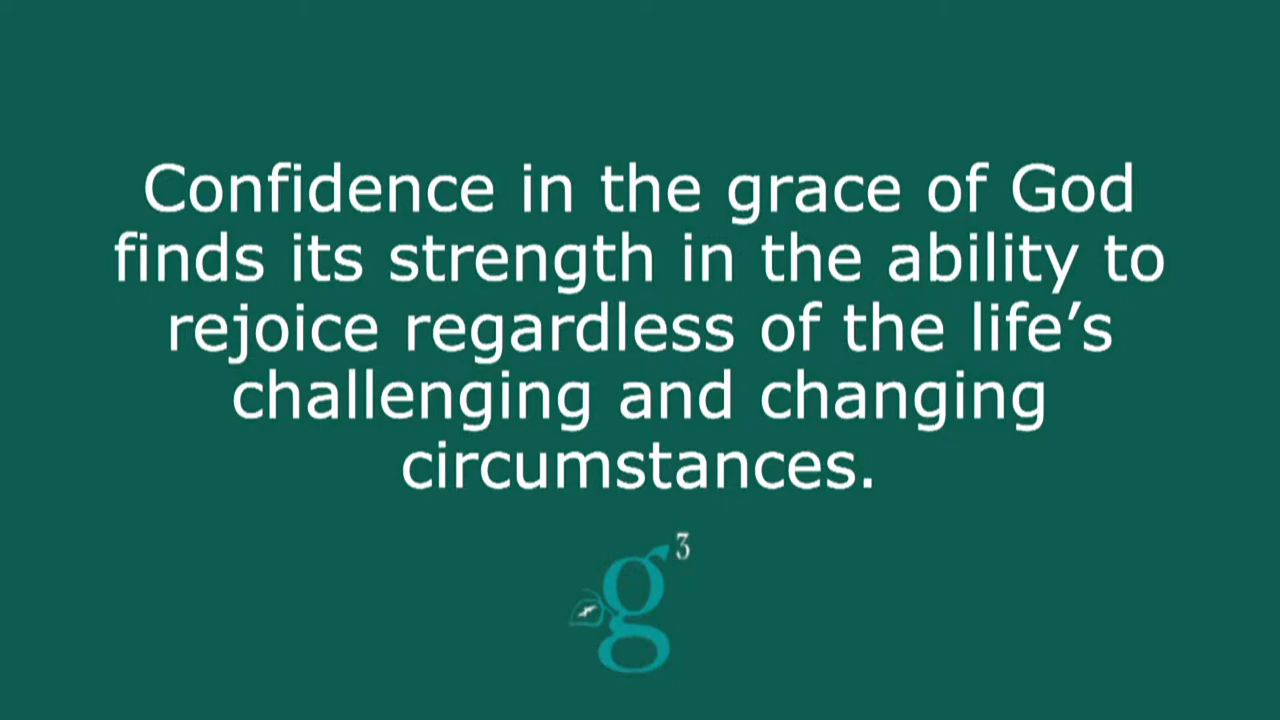 Confidence in the grace of God
finds its strength in the ability to
rejoice regardless of the life’s
challenging and changing
circumstances.
g³